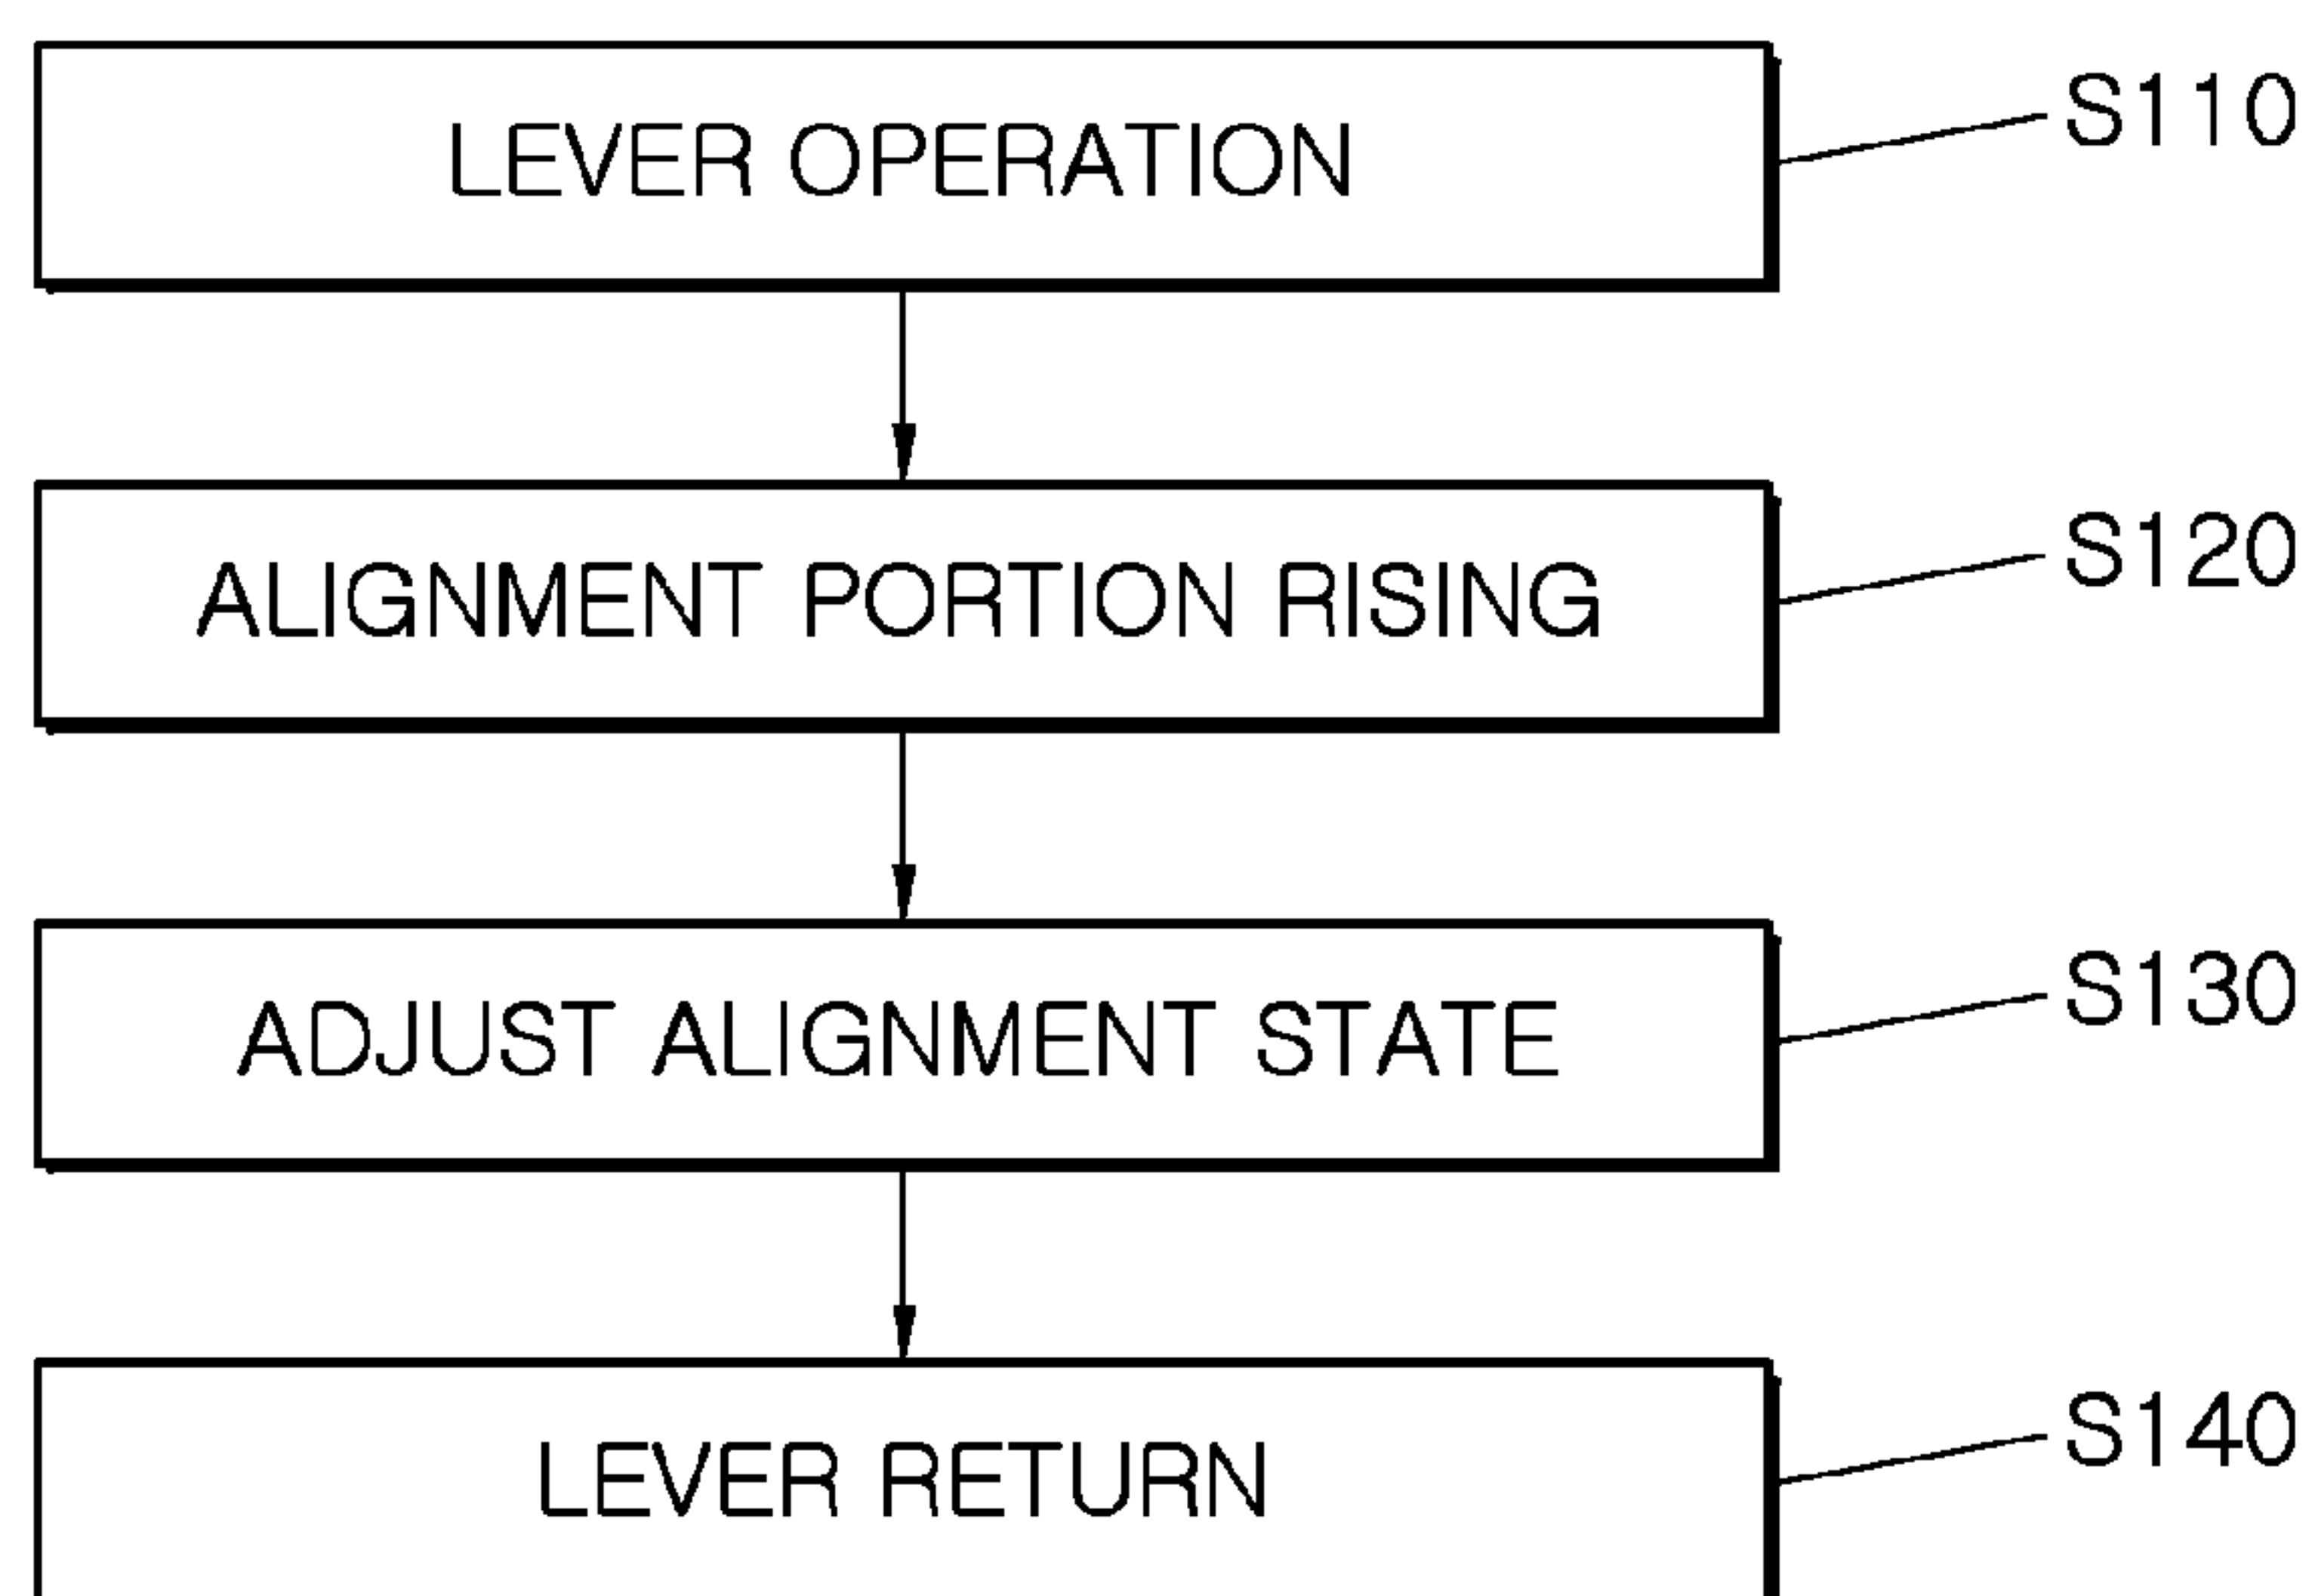 LEVER OPERATION
S110
ALIGNMENT PORTION RISING
S120
ADJUST ALIGNMENT STATE
S130
LEVER RETURN
S140